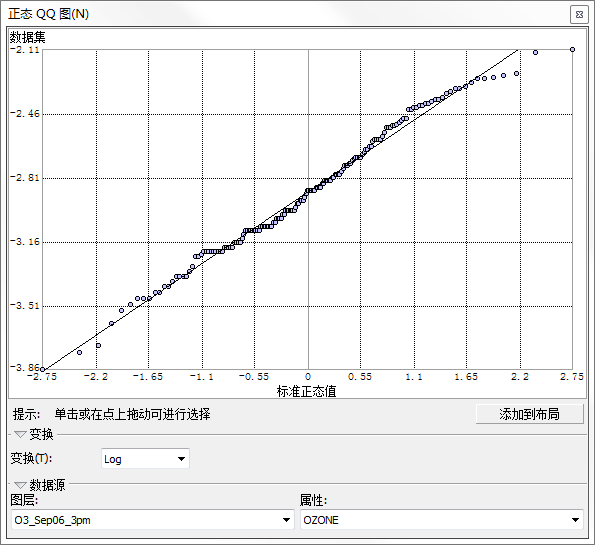 正态 QQ 图(N)
数据集
-2.11
-2.46
-2.81
-3.16
-3.51
-3.86
-2.75 -2.2 -1.65 -1.1 -0.55 0 0.55 1.1 1.65 2.2 2.75
标准正态值
提示: 单击或在点上拖动可进行选择 添加到布局
变换
变换(T): Log
数据源
图层: 属性:
O3_Sep06_3pm OZONE